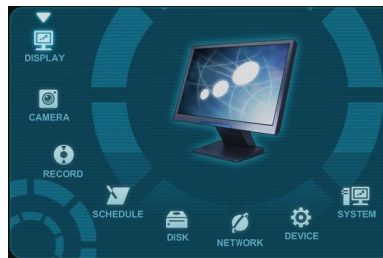 DISPLAY
CAMERA
RECORD
SCHEDULE
DISK
NETWORK
DEVICE
SYSTEM